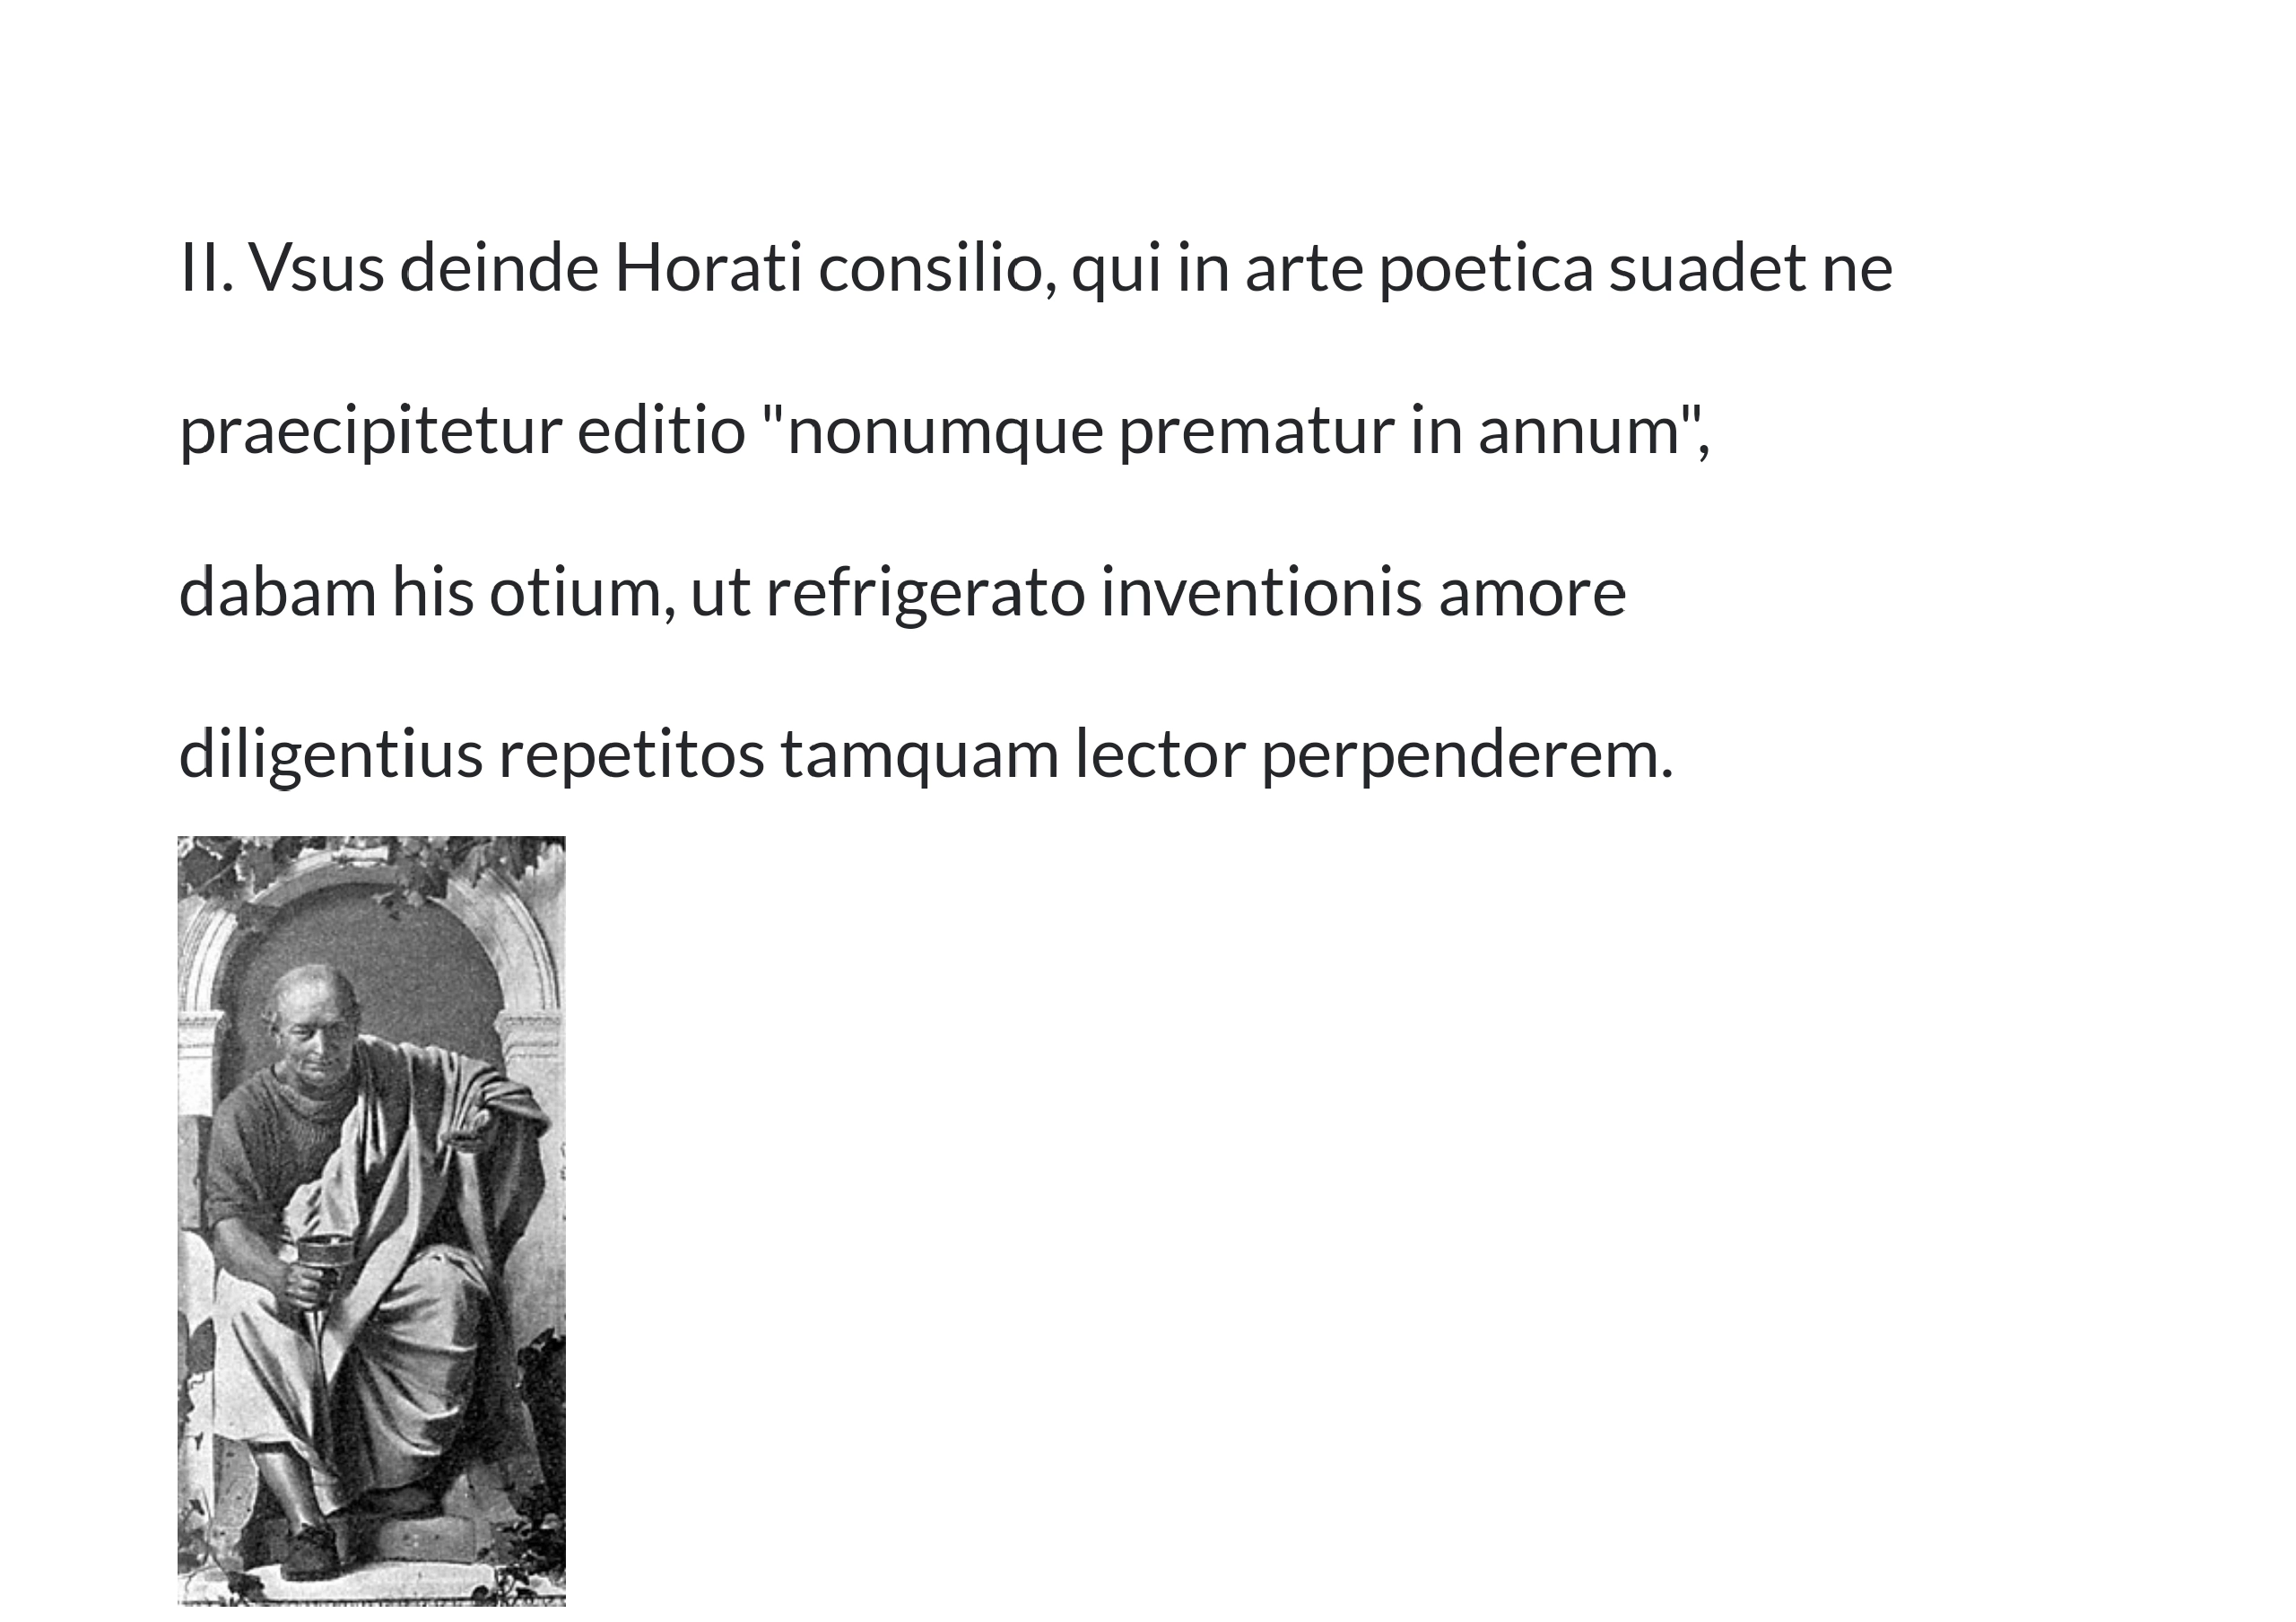 II. Vsus deinde Horati consilio, qui in arte poetica suadet ne
praecipitetur editio "nonumque prematur in annum",
dabam his otium, ut refrigerato inventionis amore
diligentius repetitos tamquam lector perpenderem.